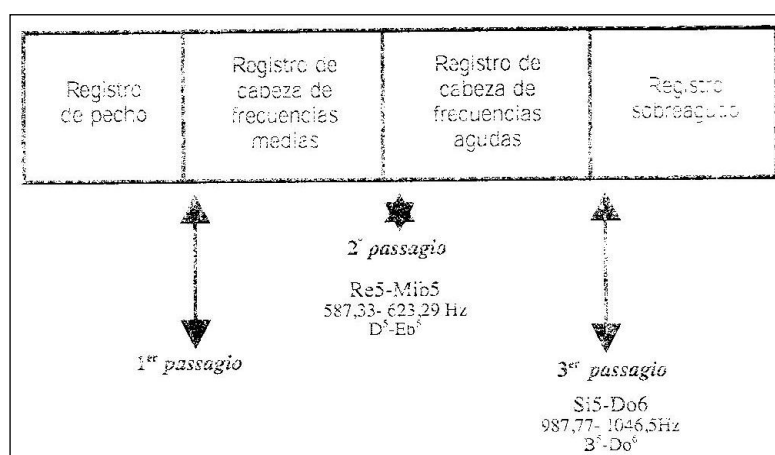 Registro
de pecho
Registro de
cabeza de
frecuencias
medias
Registro de
cabeza de
frecuencias
agudas
Registro
sobreagudo
1er passagio
2º passagio
Re5-Mib5
587,33- 623,29 Hz
D5-Eb5
3er passagio
Si5-Do6
987,77- 1046,5Hz
B5-Do6